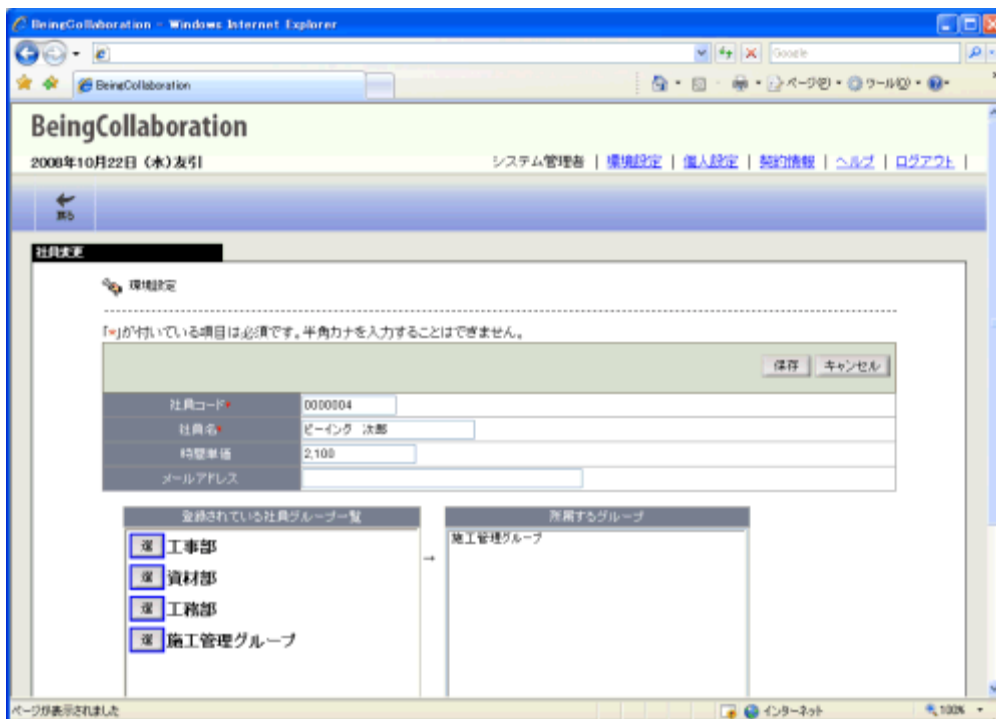 BeingCollaboration - Windows Internet Explorer
Google
BeingCollaboration
ページ(P) ツール(O)
BeingCollaboration
2008年10月22日（水）友引
システム管理者 | 環境設定 | 個人設定 | 契約情報 | ヘルプ | ログアウト |
戻る
社員変更
環境設定
「*」が付いている項目は必須です。半角カナを入力することはできません。
保存 キャンセル
社員コード* 0000004
社員名* ビーイング 次郎
時間単価 2,100
メールアドレス
登録されている社員グループ一覧
所属するグループ
選 工事部
選 資材部
選 工務部
選 施工管理グループ
→
施工管理グループ
ページが表示されました
インターネット
100%